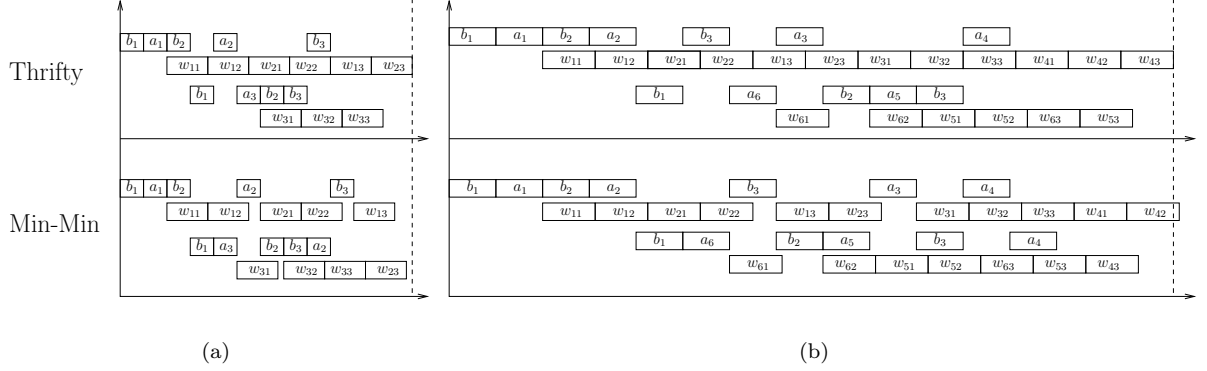 b1 a1 b2 a2 b3
Thrifty
w11 w12 w21 w22 w13 w23
b1 a3 b2 b3
w31 w32 w33
b1 a1 b2 a2 b3
w11 w12 w21 w22 w13
Min-Min
b1 a3 b2 b3 a2
w31 w32 w33 w23
(a)
b1 a1 b2 a2 b3 a3 a4
w11 w12 w21 w22 w13 w23 w31 w32 w33 w41 w42 w43
b1 a6 b2 a5 b3
w61 w62 w51 w52 w63 w53
b1 a1 b2 a2 b3 a3 a4
w11 w12 w21 w22 w13 w23 w31 w32 w33 w41 w42
b1 a6 b2 a5 b3 a4
w61 w62 w51 w52 w63 w53 w43
(b)